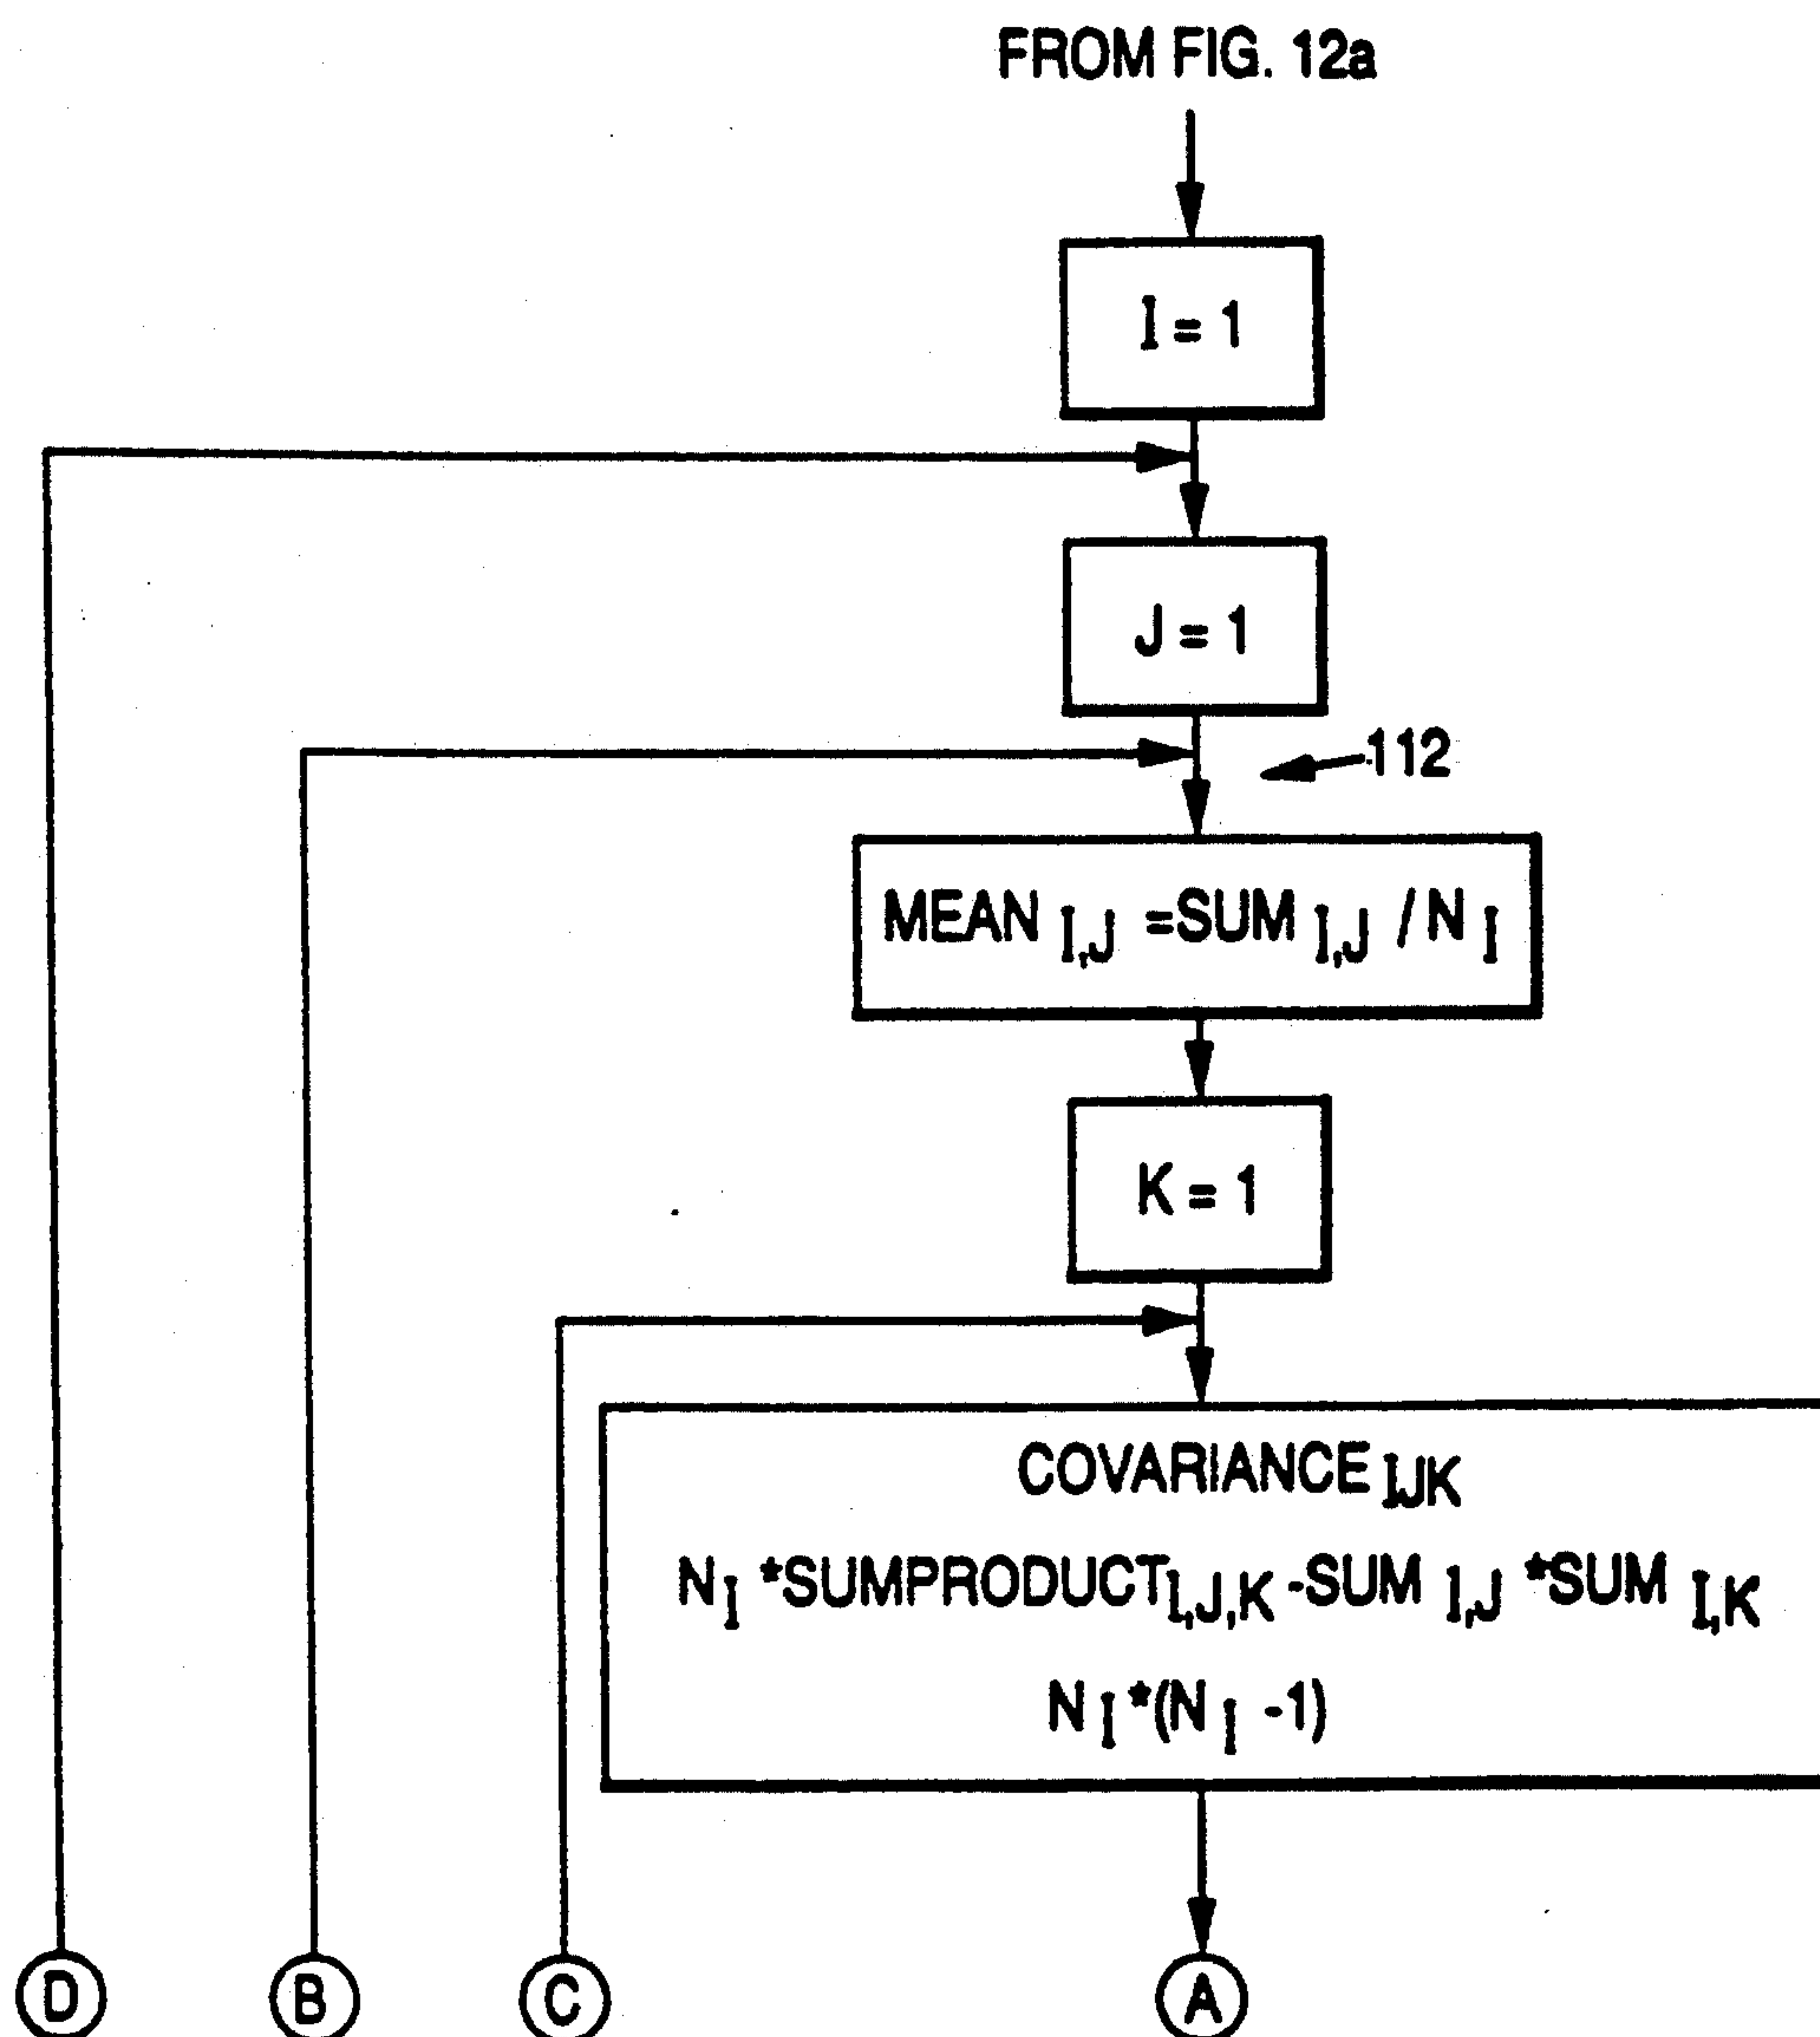 FROM FIG. 12a
I = 1
J = 1
112
MEAN I,J =SUM I,J / N I
K = 1
COVARIANCE I,J,K
N I *SUMPRODUCT I,J,K -SUM I,J *SUM I,K
N I *(N I -1)
D B C A